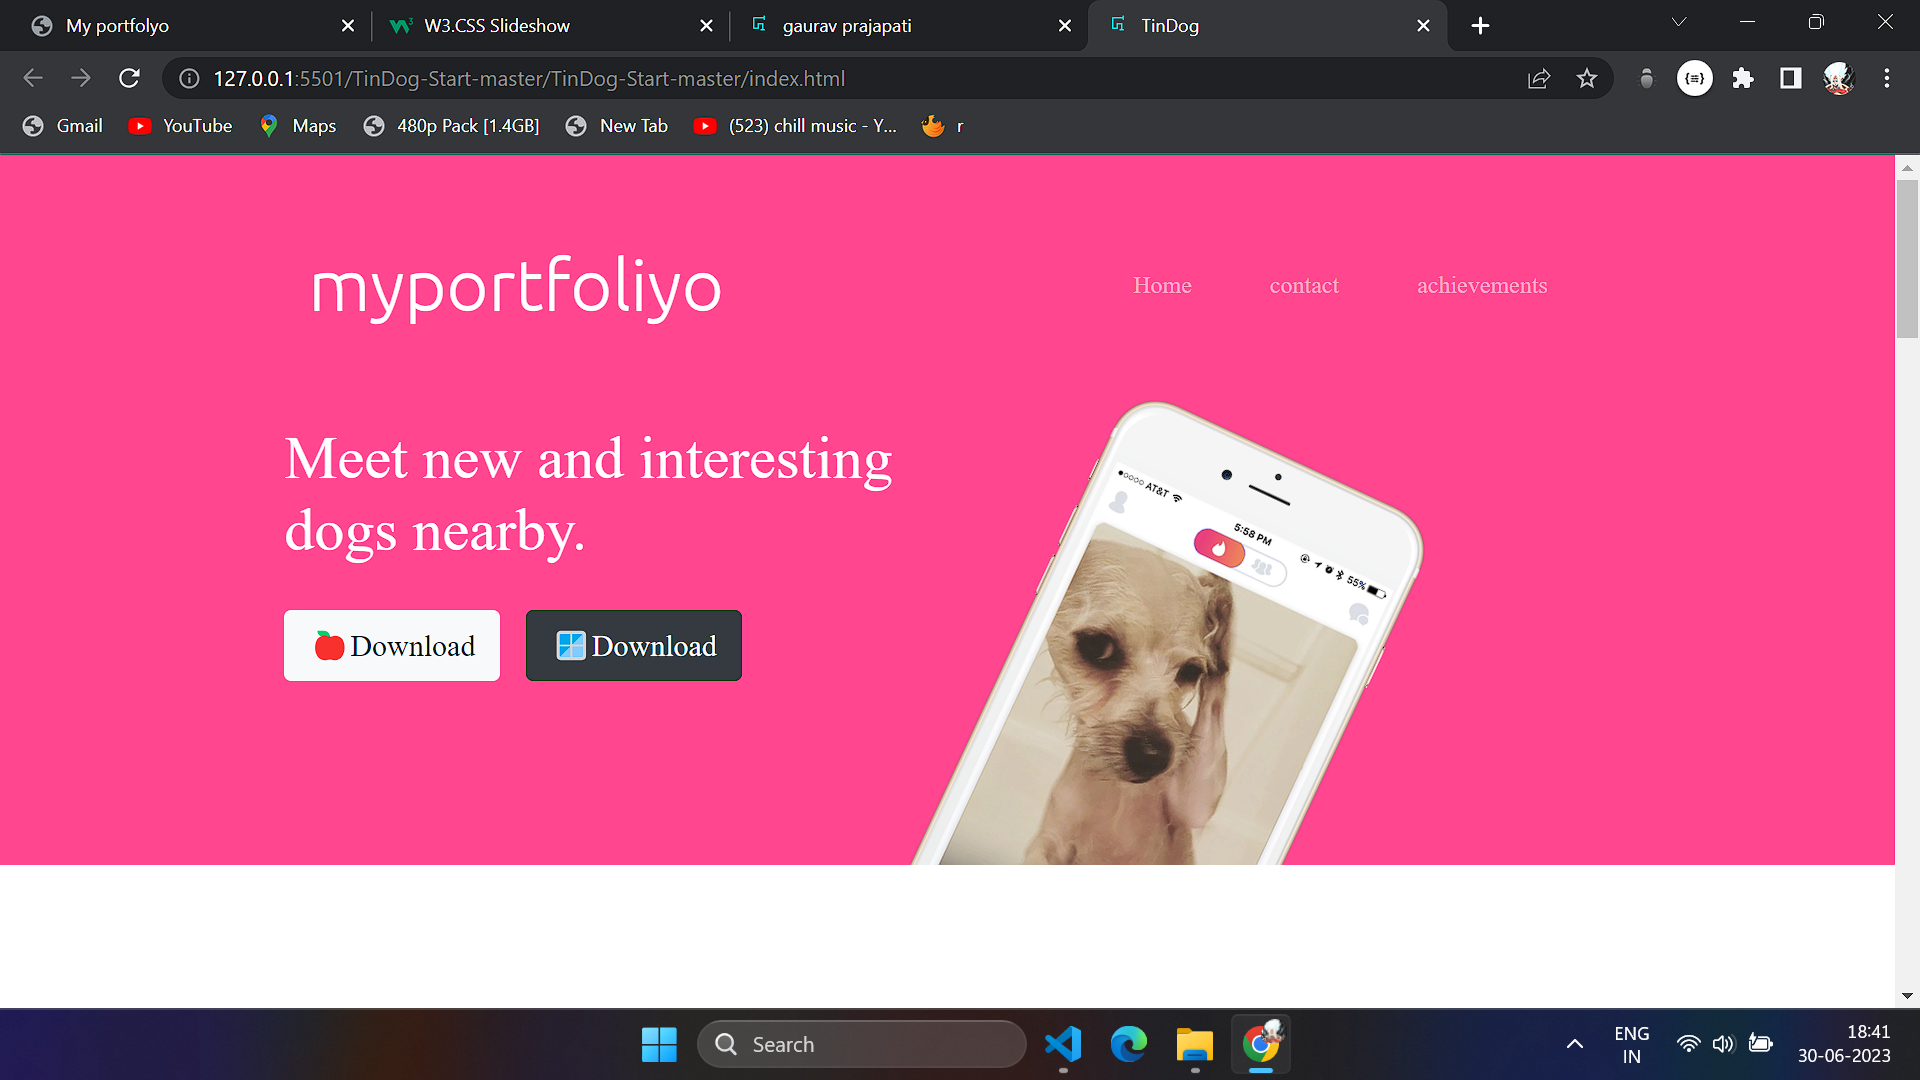 My portfolyo
W3.CSS Slideshow
gaurav prajapati
TinDog
127.0.0.1:5501/TinDog-Start-master/TinDog-Start-master/index.html
Gmail
YouTube
Maps
480p Pack [1.4GB]
New Tab
(523) chill music - Y...
r
myportfoliyo
Home
contact
achievements
Meet new and interesting
dogs nearby.
Download
Download
AT&T
5:58 PM
55%
Search
ENG
IN
18:41
30-06-2023